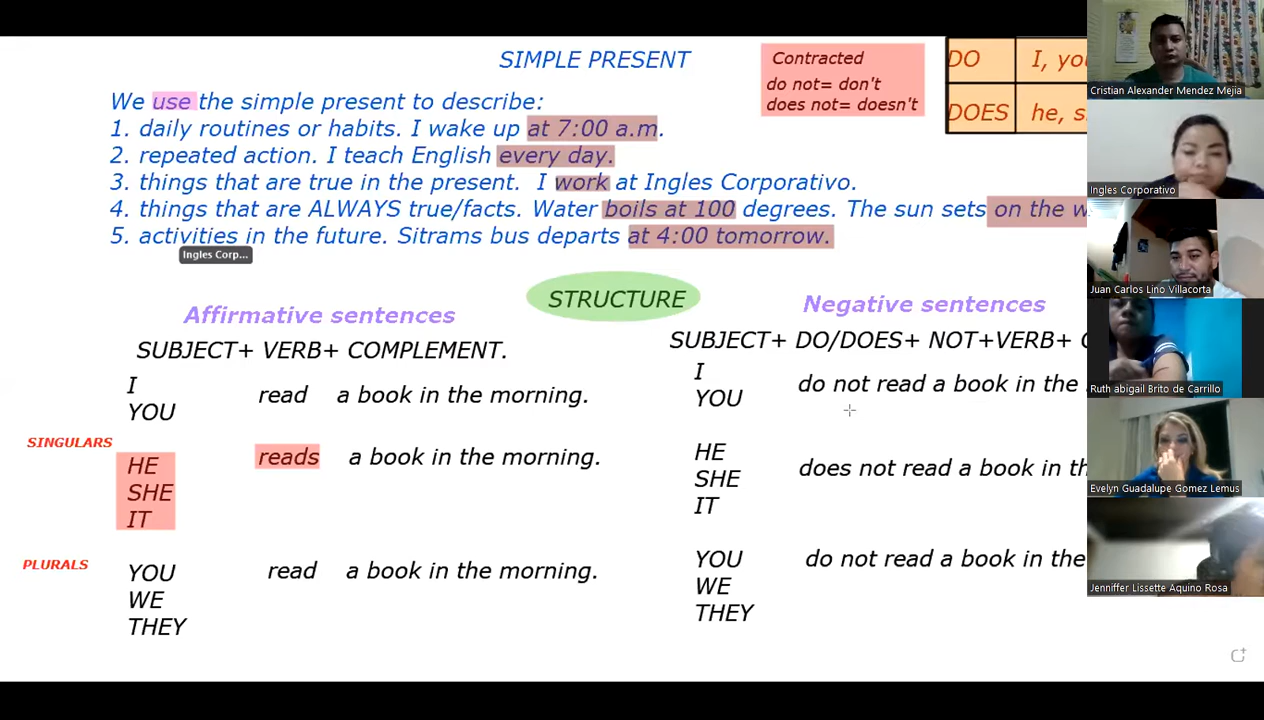 SIMPLE PRESENT
Contracted
do not= don't
does not= doesn't
DO I, you
DOES he, s
We use the simple present to describe:
1. daily routines or habits. I wake up at 7:00 a.m.
2. repeated action. I teach English every day.
3. things that are true in the present. I work at Ingles Corporativo.
4. things that are ALWAYS true/facts. Water boils at 100 degrees. The sun sets on the w
5. activities in the future. Sitrams bus departs at 4:00 tomorrow.
Ingles Corp...
STRUCTURE
Affirmative sentences
SUBJECT+ VERB+ COMPLEMENT.
I
YOU
read a book in the morning.
SINGULARS
HE
SHE
IT
reads a book in the morning.
PLURALS
YOU
WE
THEY
read a book in the morning.
Negative sentences
SUBJECT+ DO/DOES+ NOT+VERB+
I
YOU
do not read a book in the
HE
SHE
IT
does not read a book in th
YOU
WE
THEY
do not read a book in the
Cristian Alexander Mendez Mejia
Ingles Corporativo
Juan Carlos Lino Villacorta
Ruth abigail Brito de Carrillo
Evelyn Guadalupe Gomez Lemus
Jenniffer Lissette Aquino Rosa